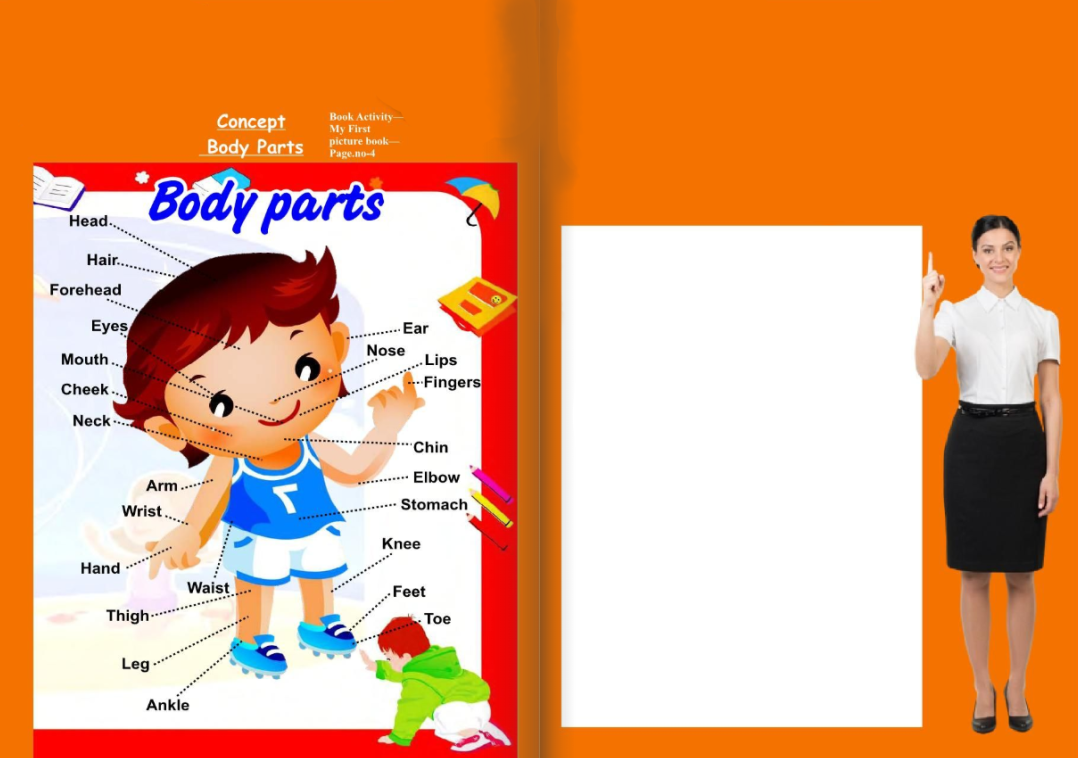 Concept
Body Parts
Book Activity—
My First
picture book—
Page.no-4
Body parts
Head
Hair
Forehead
Eyes
Mouth
Cheek
Neck
Arm
Wrist
Hand
Waist
Thigh
Leg
Ankle
Ear
Nose
Lips
Fingers
Chin
Elbow
Stomach
Knee
Feet
Toe
7